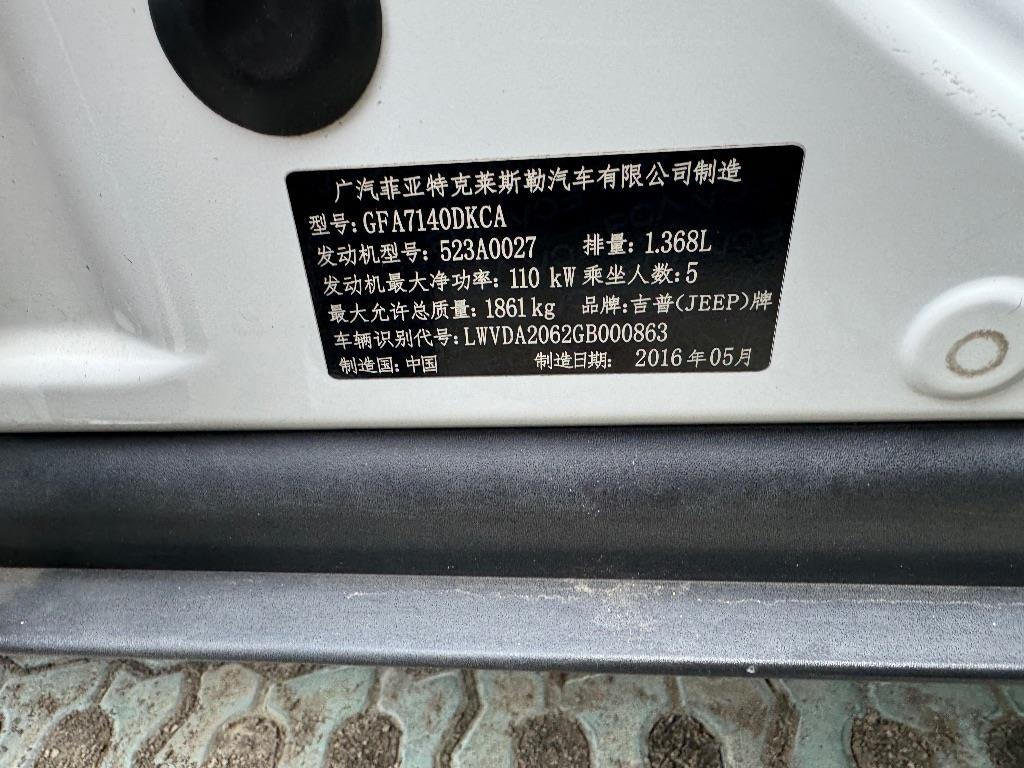 广汽菲亚特克莱斯勒汽车有限公司制造
型号: GFA7140DKCA
发动机型号: 523A0027 排量: 1.368L
发动机最大净功率: 110 kW 乘坐人数: 5
最大允许总质量: 1861kg 品牌: 吉普(JEEP)牌
车辆识别代号: LWVDA2062GB000863
制造国: 中国 制造日期: 2016年05月